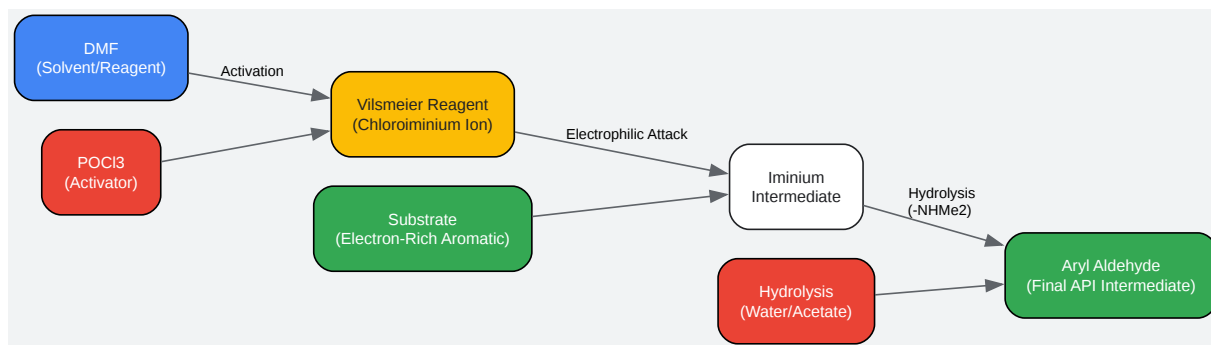 DMF
(Solvent/Reagent)
Activation
POCl3
(Activator)
Vilsmeier Reagent
(Chloroiminium Ion)
Electrophilic Attack
Substrate
(Electron-Rich Aromatic)
Iminium
Intermediate
Hydrolysis
(-NHMe2)
Hydrolysis
(Water/Acetate)
Aryl Aldehyde
(Final API Intermediate)